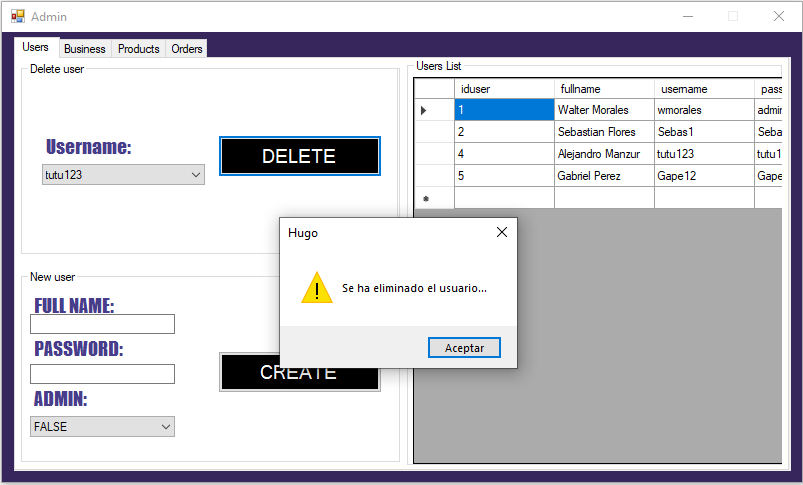 Admin
Users Business Products Orders
Delete user
Username:
tutu123
DELETE
Users List
iduser fullname username pass
1 Walter Morales wmorales admin
2 Sebastian Flores Sebas1 Seba
4 Alejandro Manzur tutu123 tutu1
5 Gabriel Perez Gape12 Gape
Hugo
Se ha eliminado el usuario...
Aceptar
New user
FULL NAME:
PASSWORD:
CREATE
ADMIN:
FALSE